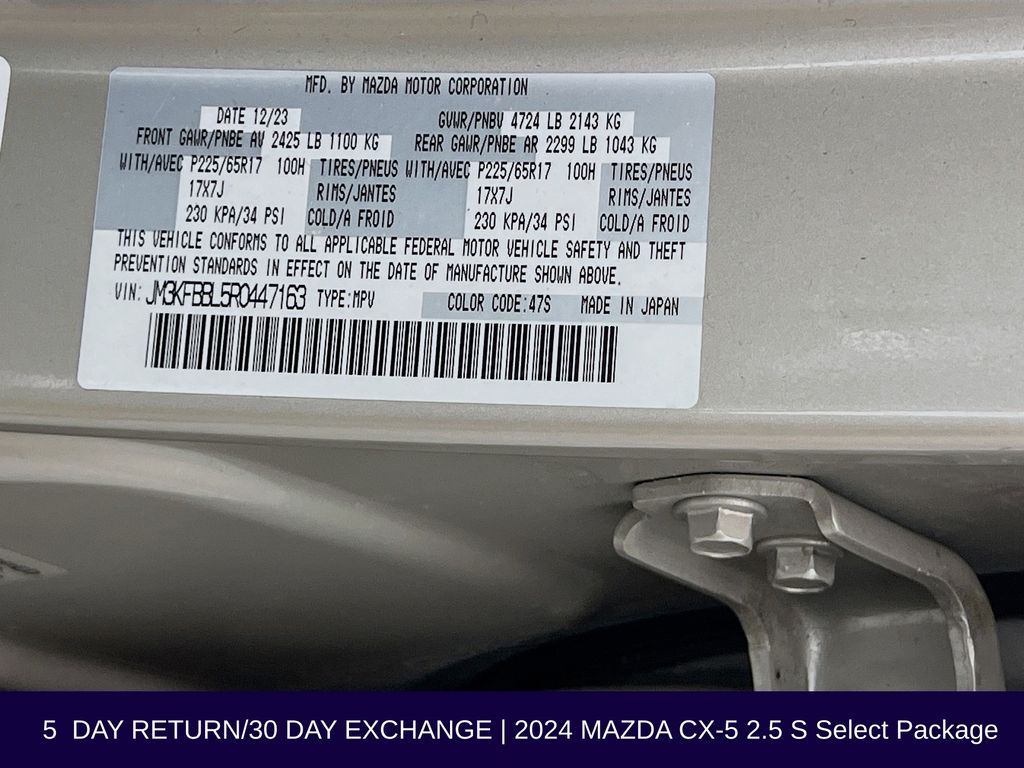 MFD. BY MAZDA MOTOR CORPORATION
DATE 12/23 GVWR/PNBV 4724 LB 2143 KG
FRONT GAWR/PNBE AV 2425 LB 1100 KG REAR GAWR/PNBE AR 2299 LB 1043 KG
WITH/AVEC P225/65R17 100H TIRES/PNEUS WITH/AVEC P225/65R17 100H TIRES/PNEUS
17X7J RIMS/JANTES 17X7J RIMS/JANTES
230 KPA/34 PSI COLD/A FROID 230 KPA/34 PSI COLD/A FROID
THIS VEHICLE CONFORMS TO ALL APPLICABLE FEDERAL MOTOR VEHICLE SAFETY AND THEFT
PREVENTION STANDARDS IN EFFECT ON THE DATE OF MANUFACTURE SHOWN ABOVE.
VIN: JM3KFBBL5R0447163 TYPE:MPV COLOR CODE:47S MADE IN JAPAN
5 DAY RETURN/30 DAY EXCHANGE | 2024 MAZDA CX-5 2.5 S Select Package